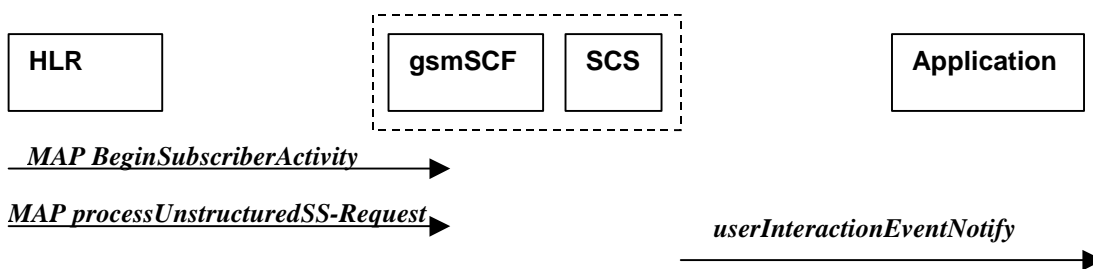 HLR
gsmSCF
SCS
Application
MAP BeginSubscriberActivity
MAP processUnstructuredSS-Request
userInteractionEventNotify